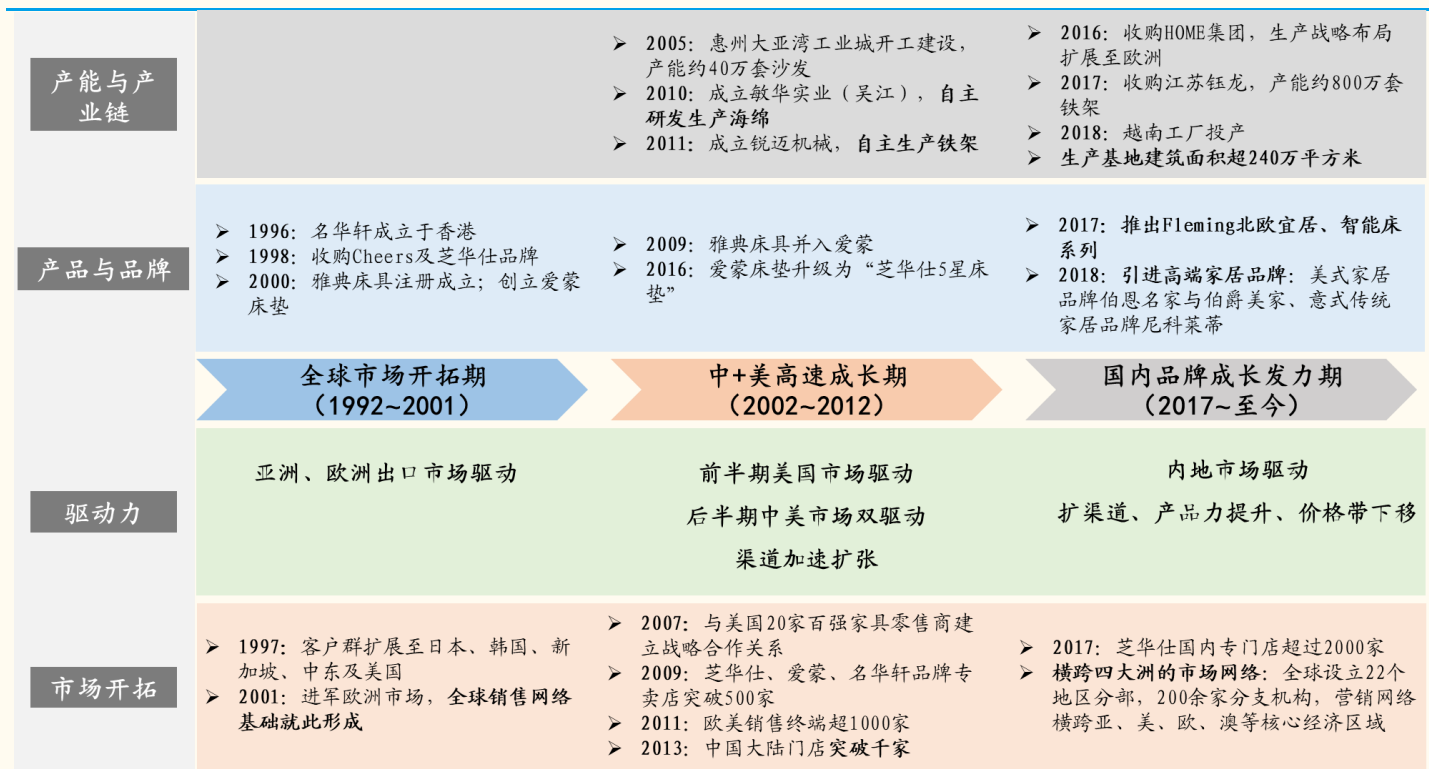 产能与产
业链
➢ 2005：惠州大亚湾工业城开工建设，
产能约40万套沙发
➢ 2010：成立敏华实业（吴江），自主
研发生产海绵
➢ 2011：成立锐迈机械，自主生产铁架
➢ 2016：收购HOME集团，生产战略布局
扩展至欧洲
➢ 2017：收购江苏钰龙，产能约800万套
铁架
➢ 2018：越南工厂投产
➢ 生产基地建筑面积超240万平方米
产品与品牌
➢ 1996：名华轩成立于香港
➢ 1998：收购Cheers及芝华仕品牌
➢ 2000：雅典床具注册成立；创立爱蒙
床垫
➢ 2009：雅典床具并入爱蒙
➢ 2016：爱蒙床垫升级为“芝华仕5星床
垫”
➢ 2017：推出Fleming北欧宜居、智能床
系列
➢ 2018：引进高端家居品牌：美式家居
品牌伯恩名家与伯爵美家、意式传统
家居品牌尼科莱蒂
全球市场开拓期
（1992~2001）
中+美高速成长期
（2002~2012）
国内品牌成长发力期
（2017~至今）
驱动力
亚洲、欧洲出口市场驱动
前半期美国市场驱动
后半期中美市场双驱动
渠道加速扩张
内地市场驱动
扩渠道、产品力提升、价格带下移
市场开拓
➢ 1997：客户群扩展至日本、韩国、新
加坡、中东及美国
➢ 2001：进军欧洲市场，全球销售网络
基础就此形成
➢ 2007：与美国20家百强家具零售商建
立战略合作关系
➢ 2009：芝华仕、爱蒙、名华轩品牌专
卖店突破500家
➢ 2011：欧美销售终端超1000家
➢ 2013：中国大陆门店突破千家
➢ 2017：芝华仕国内专门店超过2000家
➢ 横跨四大洲的市场网络：全球设立22个
地区分部，200余家分支机构，营销网络
横跨亚、美、欧、澳等核心经济区域